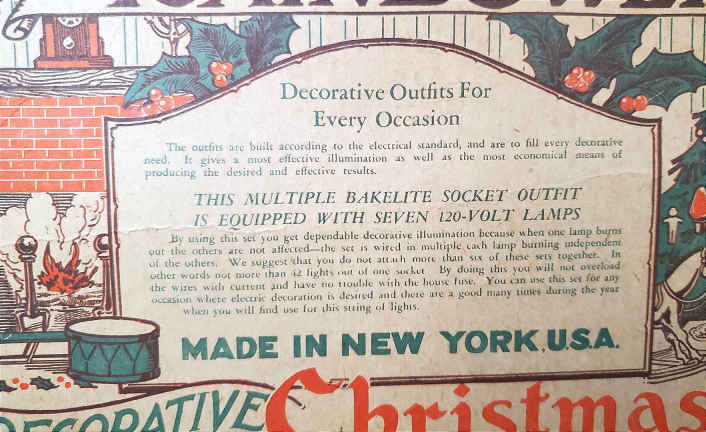 Decorative Outfits For
Every Occasion
The outfits are built according to the electrical standard, and are to fill every decorative
need. It gives a most effective illumination as well as the most economical means of
producing the desired and effective results.
THIS MULTIPLE BAKELITE SOCKET OUTFIT
IS EQUIPPED WITH SEVEN 120-VOLT LAMPS
By using this set you get dependable decorative illumination because when one lamp burns
out the others are not affected—the set is wired in multiple each lamp burning independent
of the others. We suggest that you do not attach more than six of these sets together. In
other words not more than 42 lights out of one socket. By doing this you will not overload
the wires with current and have no trouble with the house fuse. You can use this set for any
occasion where electric decoration is desired and there are a good many times during the year
when you will find use for this string of lights.
MADE IN NEW YORK, U.S.A.
DECORATIVE Christmas